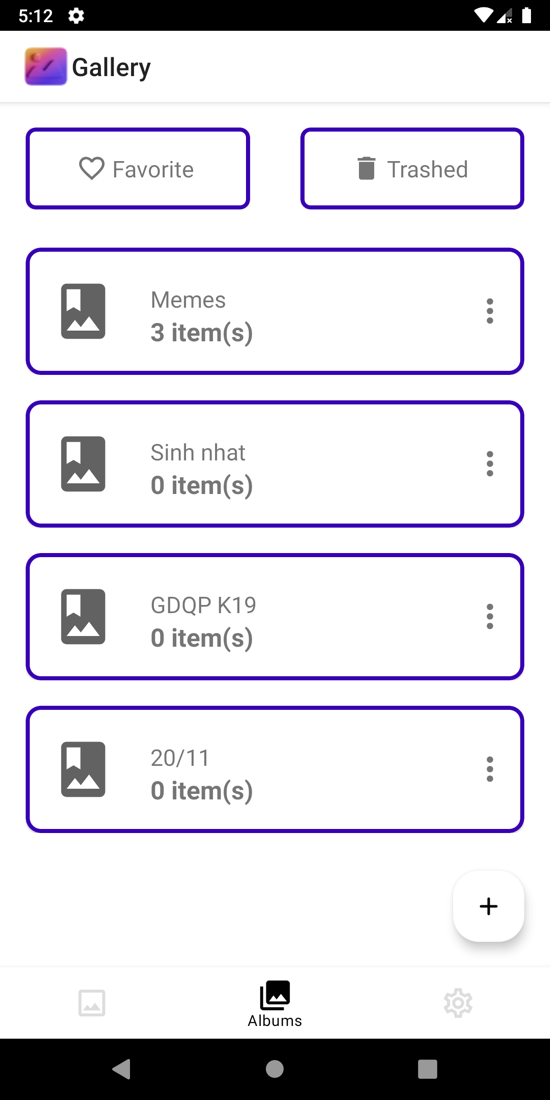 5:12
Gallery
Favorite
Trashed
Memes
3 item(s)
Sinh nhat
0 item(s)
GDQP K19
0 item(s)
20/11
0 item(s)
Albums